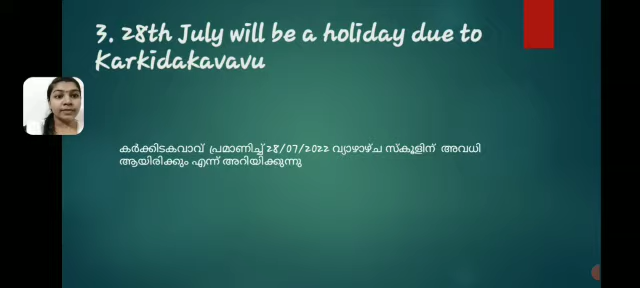 3. 28th July will be a holiday due to
Karkidakavavu
കർക്കിടകവാവ് പ്രമാണിച്ച് 28/07/2022 വ്യാഴാഴ്ച സ്കൂളിന് അവധി
ആയിരിക്കും എന്ന് അറിയിക്കുന്നു